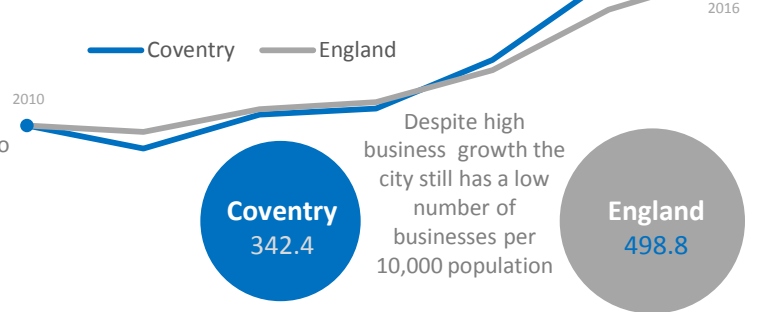 2016
Coventry England
2010
o
Despite high
business growth the
city still has a low
number of
businesses per
10,000 population
Coventry
342.4
England
498.8